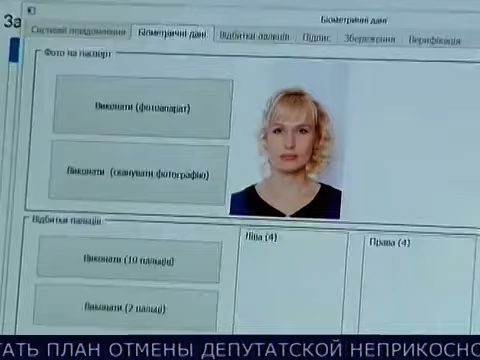 За
Біометричні дані
Системні повідомлення Біометричні дані Відбитки пальців Підпис Збереження Верифікація
Фото на паспорт
Виконати (фотоапарат)
Виконати (сканувати фотографію)
Відбитки пальців
Ліва (4)
Права (4)
Виконати (10 пальців)
Виконати (2 пальці)
ТАТЬ ПЛАН ОТМЕНЫ ДЕПУТАТСКОЙ НЕПРИКОСНО